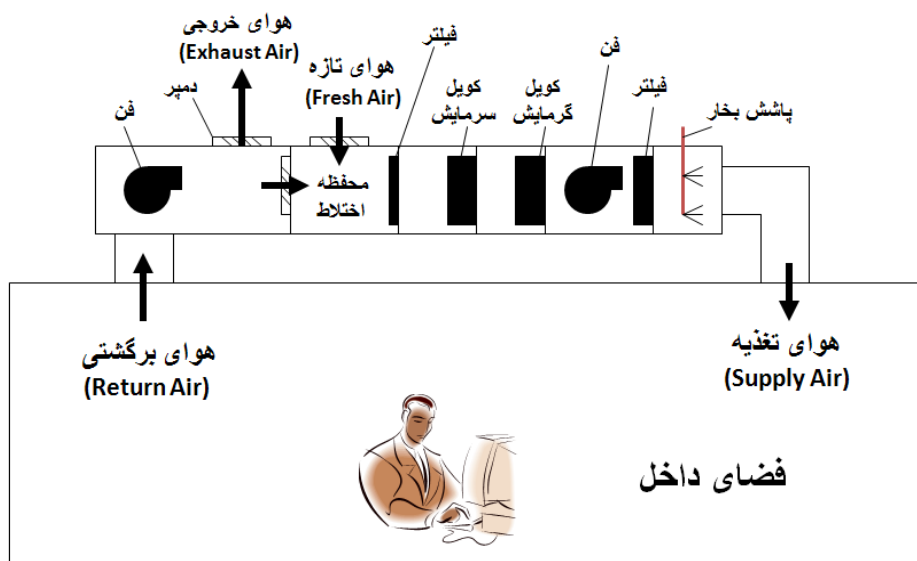 هوای خروجی
(Exhaust Air)
دمپر
فن
هوای تازه
(Fresh Air)
فیلتر
کویل
سرمایش
کویل
گرمایش
فن
فیلتر
پاشش بخار
محفظه
اختلاط
هوای برگشتی
(Return Air)
هوای تغذیه
(Supply Air)
فضای داخل